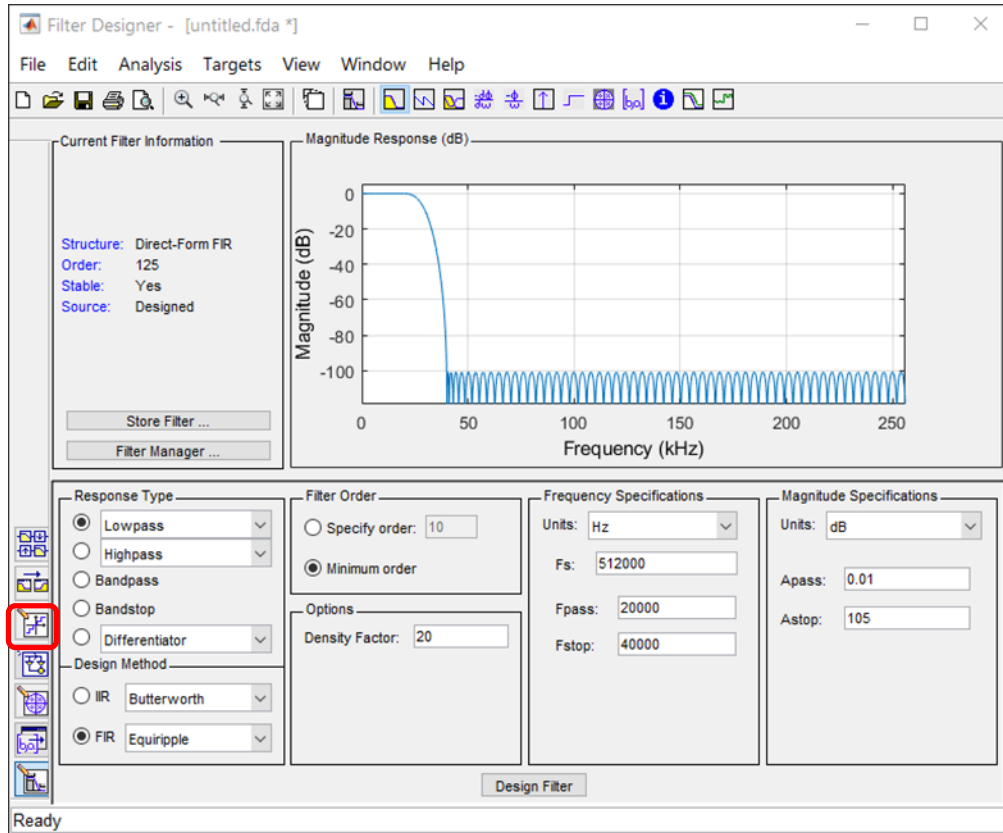 Filter Designer - [untitled.fda *]
File Edit Analysis Targets View Window Help
Current Filter Information
Structure: Direct-Form FIR
Order: 125
Stable: Yes
Source: Designed
Store Filter ...
Filter Manager ...
Magnitude Response (dB)
0
-20
-40
-60
-80
-100
Magnitude (dB)
0 50 100 150 200 250
Frequency (kHz)
Response Type
Lowpass
Highpass
Bandpass
Bandstop
Differentiator
Design Method
IIR Butterworth
FIR Equiripple
Filter Order
Specify order: 10
Minimum order
Options
Density Factor: 20
Frequency Specifications
Units: Hz
Fs: 512000
Fpass: 20000
Fstop: 40000
Magnitude Specifications
Units: dB
Apass: 0.01
Astop: 105
Design Filter
Ready